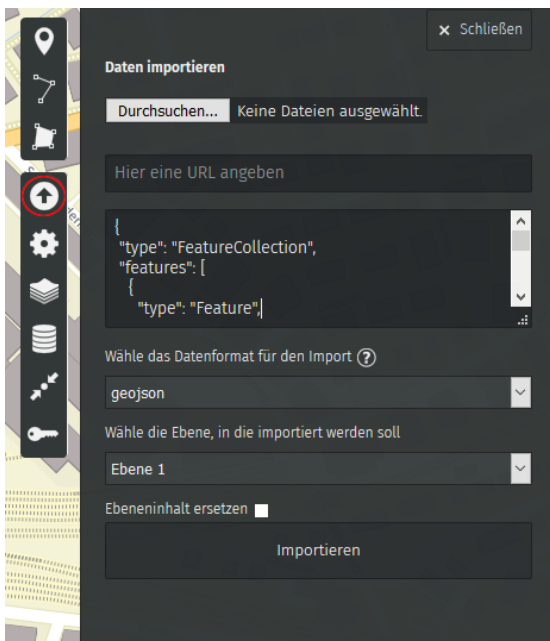 × Schließen
Daten importieren
Durchsuchen... Keine Dateien ausgewählt.
Hier eine URL angeben
{
"type": "FeatureCollection",
"features": [
{
"type": "Feature",
Wähle das Datenformat für den Import ?
geojson
Wähle die Ebene, in die importiert werden soll
Ebene 1
Ebeneninhalt ersetzen
Importieren